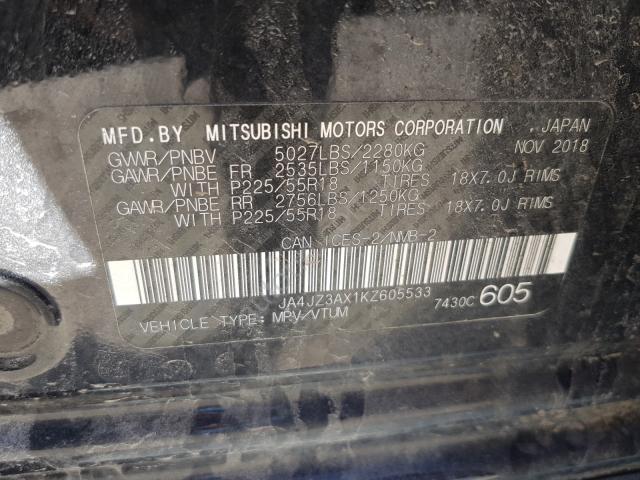 MFD.BY MITSUBISHI MOTORS CORPORATION , JAPAN
GVWR/PNBV 5027LBS/2280KG NOV 2018
GAWR/PNBE FR 2535LBS/1150KG
WITH P225/55R18 TIRES 18X7.0J RIMS
GAWR/PNBE RR 2756LBS/1250KG
WITH P225/55R18 TIRES 18X7.0J RIMS
CAN ICES-2/NMB-2
JA4JZ3AX1KZ605533
VEHICLE TYPE: MPV/VTUM 7430C 605